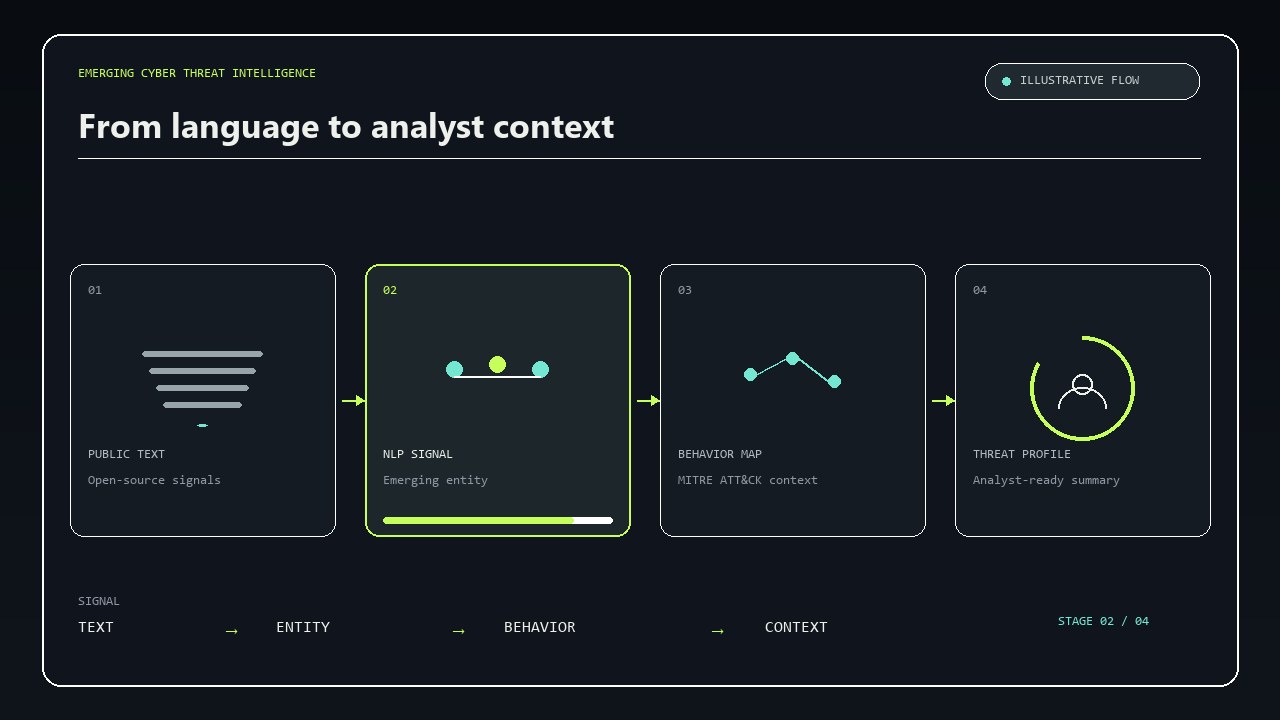 EMERGING CYBER THREAT INTELLIGENCE
ILLUSTRATIVE FLOW
From language to analyst context
01
PUBLIC TEXT
Open-source signals
02
NLP SIGNAL
Emerging entity
03
BEHAVIOR MAP
MITRE ATT&CK context
04
THREAT PROFILE
Analyst-ready summary
SIGNAL
TEXT → ENTITY → BEHAVIOR → CONTEXT
STAGE 02 / 04